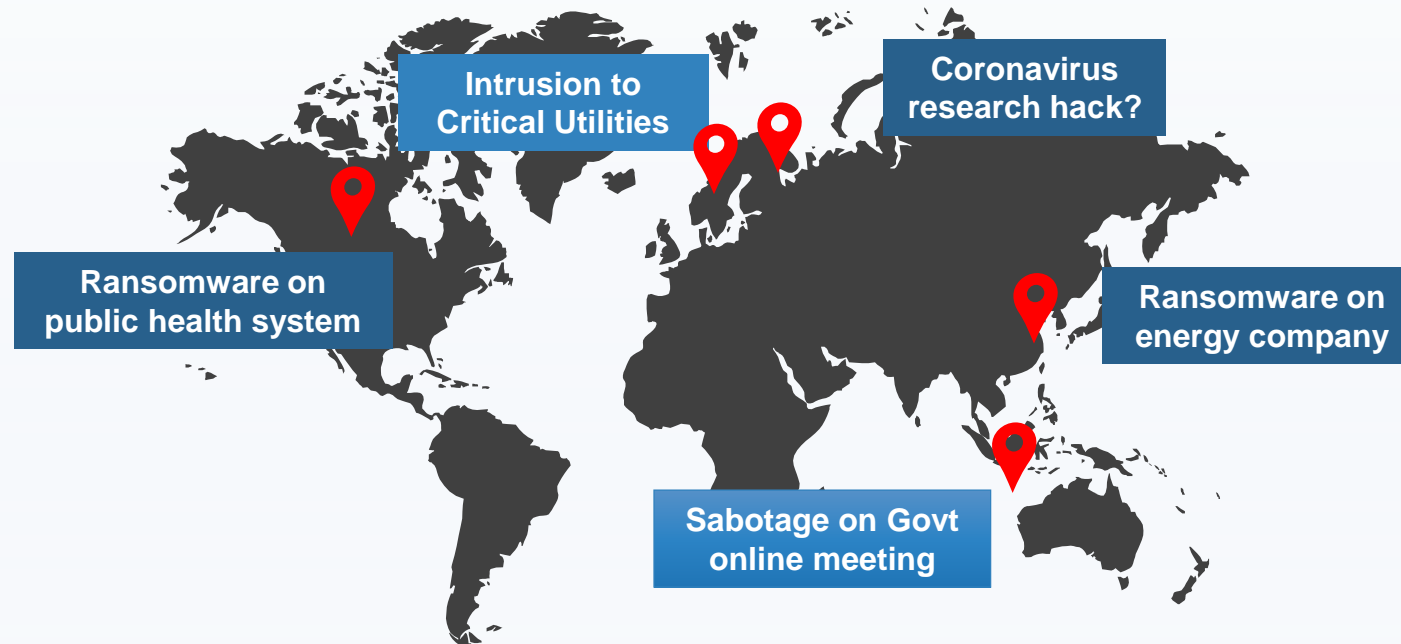 Intrusion to
Critical Utilities
Coronavirus
research hack?
Ransomware on
public health system
Ransomware on
energy company
Sabotage on Govt
online meeting